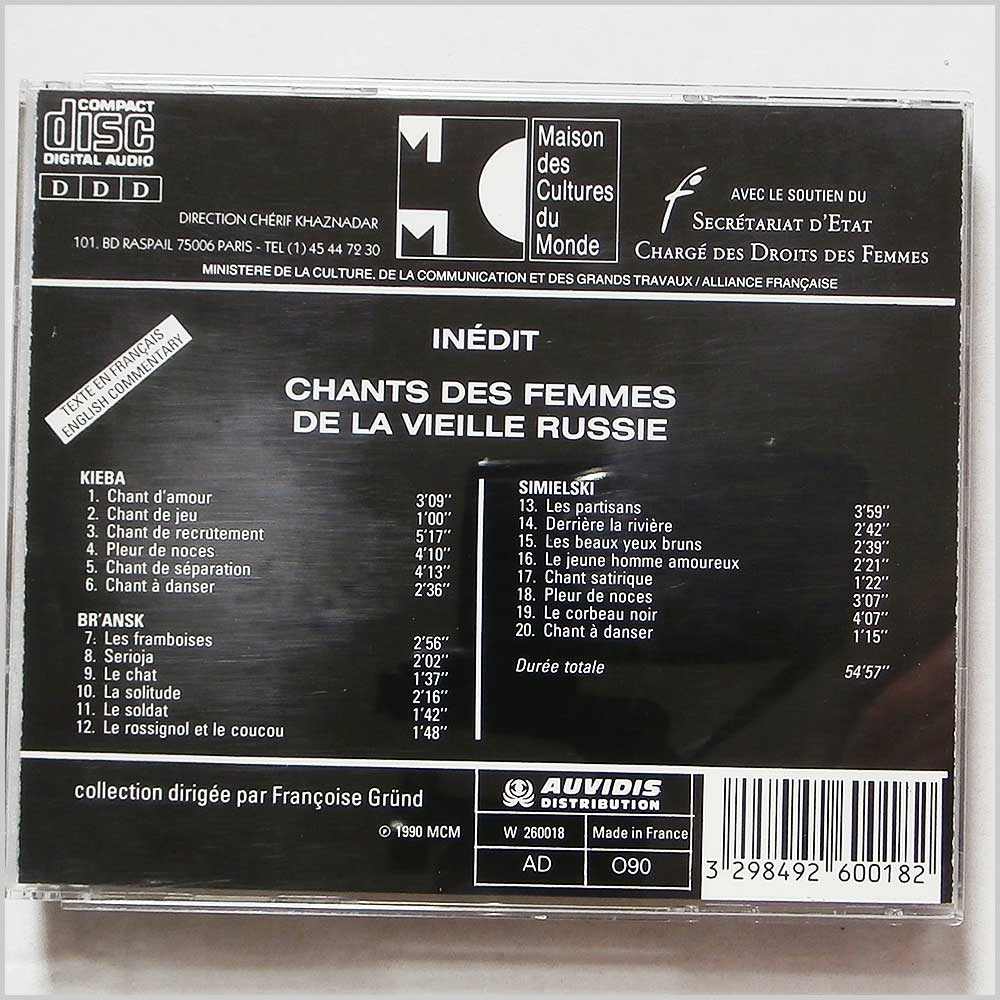 COMPACT
disc
DIGITAL AUDIO
D D D
DIRECTION CHÉRIF KHAZNADAR
101, BD RASPAIL 75006 PARIS - TEL (1) 45 44 72 30
M C
M M
Maison
des
Cultures
du
Monde
AVEC LE SOUTIEN DU
SECRÉTARIAT D'ETAT
CHARGÉ DES DROITS DES FEMMES
MINISTERE DE LA CULTURE, DE LA COMMUNICATION ET DES GRANDS TRAVAUX / ALLIANCE FRANÇAISE
TEXTE EN FRANÇAIS
ENGLISH COMMENTARY
INÉDIT
CHANTS DES FEMMES
DE LA VIEILLE RUSSIE
KIEBA
1. Chant d'amour 3'09''
2. Chant de jeu 1'00''
3. Chant de recrutement 5'17''
4. Pleur de noces 4'10''
5. Chant de séparation 4'13''
6. Chant à danser 2'36''
BR'ANSK
7. Les framboises 2'56''
8. Serioja 2'02''
9. Le chat 1'37''
10. La solitude 2'16''
11. Le soldat 1'42''
12. Le rossignol et le coucou 1'48''
SIMIELSKI
13. Les partisans 3'59''
14. Derrière la rivière 2'42''
15. Les beaux yeux bruns 2'39''
16. Le jeune homme amoureux 2'21''
17. Chant satirique 1'22''
18. Pleur de noces 3'07''
19. Le corbeau noir 4'07''
20. Chant à danser 1'15''
Durée totale 54'57''
collection dirigée par Françoise Gründ
℗ 1990 MCM
AUVIDIS
DISTRIBUTION
W 260018 Made in France
AD O90
3 298492 600182